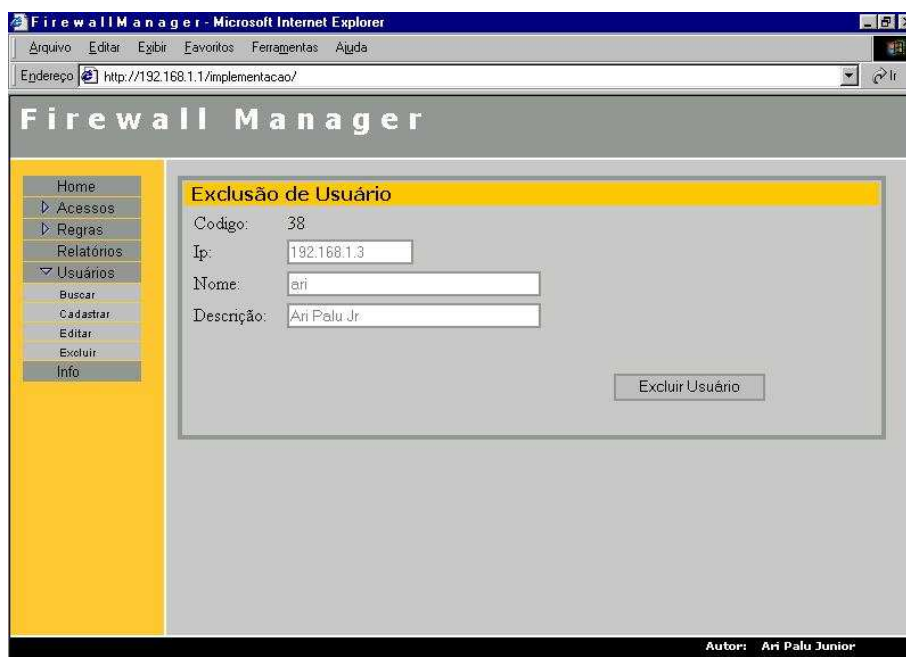 F i r e w a l l M a n a g e r - Microsoft Internet Explorer
Arquivo Editar Exibir Favoritos Ferramentas Ajuda
Endereço http://192.168.1.1/implementacao/ Ir
Firewall Manager
Home
Acessos
Regras
Relatórios
Usuários
Buscar
Cadastrar
Editar
Excluir
Info
Exclusão de Usuário
Codigo: 38
Ip: 192.168.1.3
Nome: ari
Descrição: Ari Palu Jr
Excluir Usuário
Autor: Ari Palu Junior